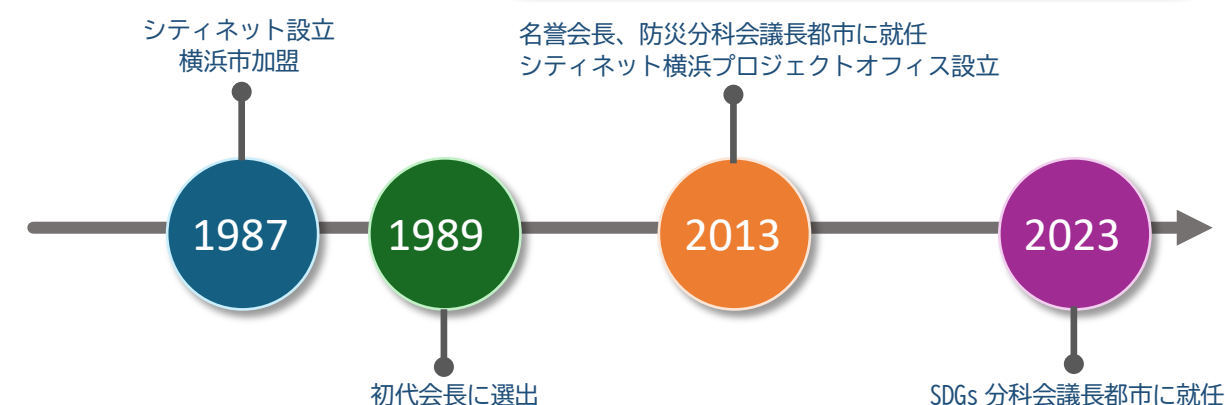 シティネット設立
横浜市加盟
名誉会長、防災分科会議長都市に就任
シティネット横浜プロジェクトオフィス設立
1987
1989
2013
2023
初代会長に選出
SDGs 分科会議長都市に就任